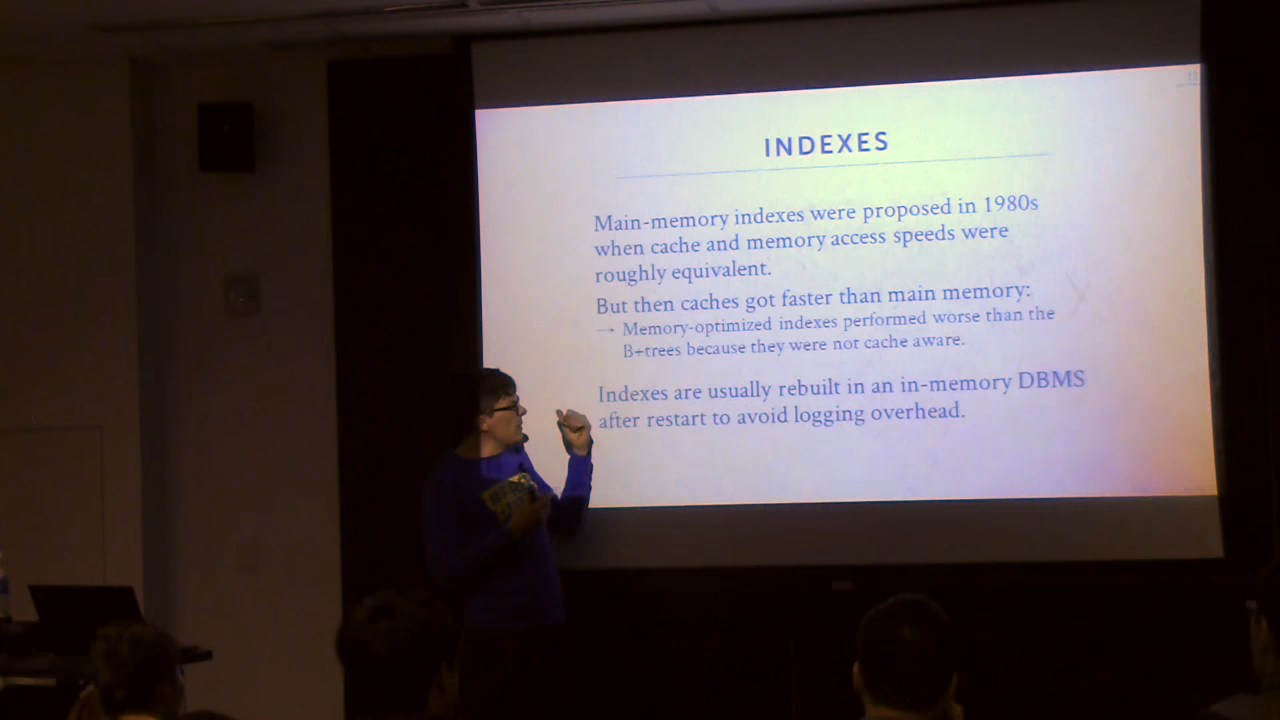 INDEXES
Main-memory indexes were proposed in 1980s
when cache and memory access speeds were
roughly equivalent.
But then caches got faster than main memory:
→ Memory-optimized indexes performed worse than the
B+trees because they were not cache aware.
Indexes are usually rebuilt in an in-memory DBMS
after restart to avoid logging overhead.